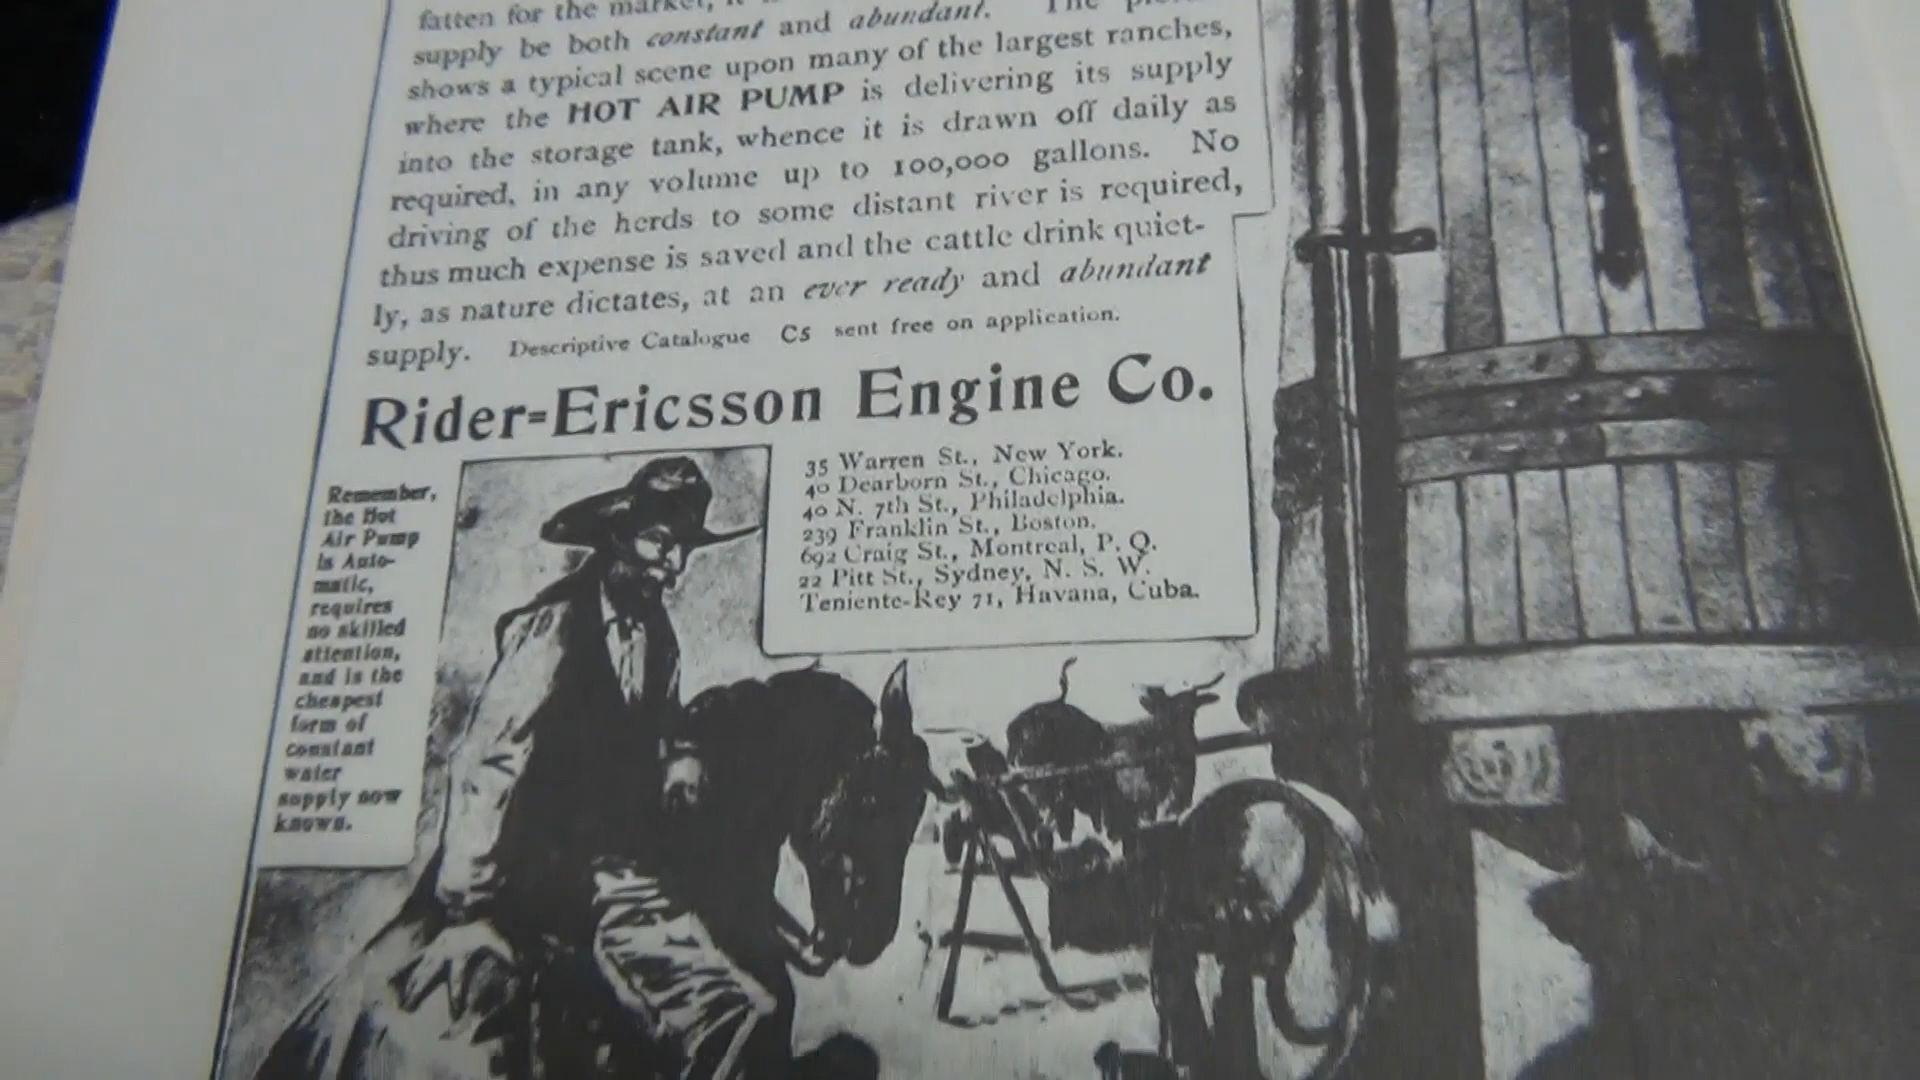 fatten for the market,
supply be both constant and abundant. The
shows a typical scene upon many of the largest ranches,
where the HOT AIR PUMP is delivering its supply
into the storage tank, whence it is drawn off daily as
required, in any volume up to 100,000 gallons. No
driving of the herds to some distant river is required,
thus much expense is saved and the cattle drink quiet-
ly, as nature dictates, at an ever ready and abundant
supply. Descriptive Catalogue C5 sent free on application.
Rider=Ericsson Engine Co.
35 Warren St., New York.
40 Dearborn St., Chicago.
40 N. 7th St., Philadelphia.
239 Franklin St., Boston.
692 Craig St., Montreal, P. Q.
22 Pitt St., Sydney, N. S. W.
Teniente-Rey 71, Havana, Cuba.
Remember,
the Hot
Air Pump
is Auto-
matic,
requires
no skilled
attention,
and is the
cheapest
form of
constant
water
supply now
known.